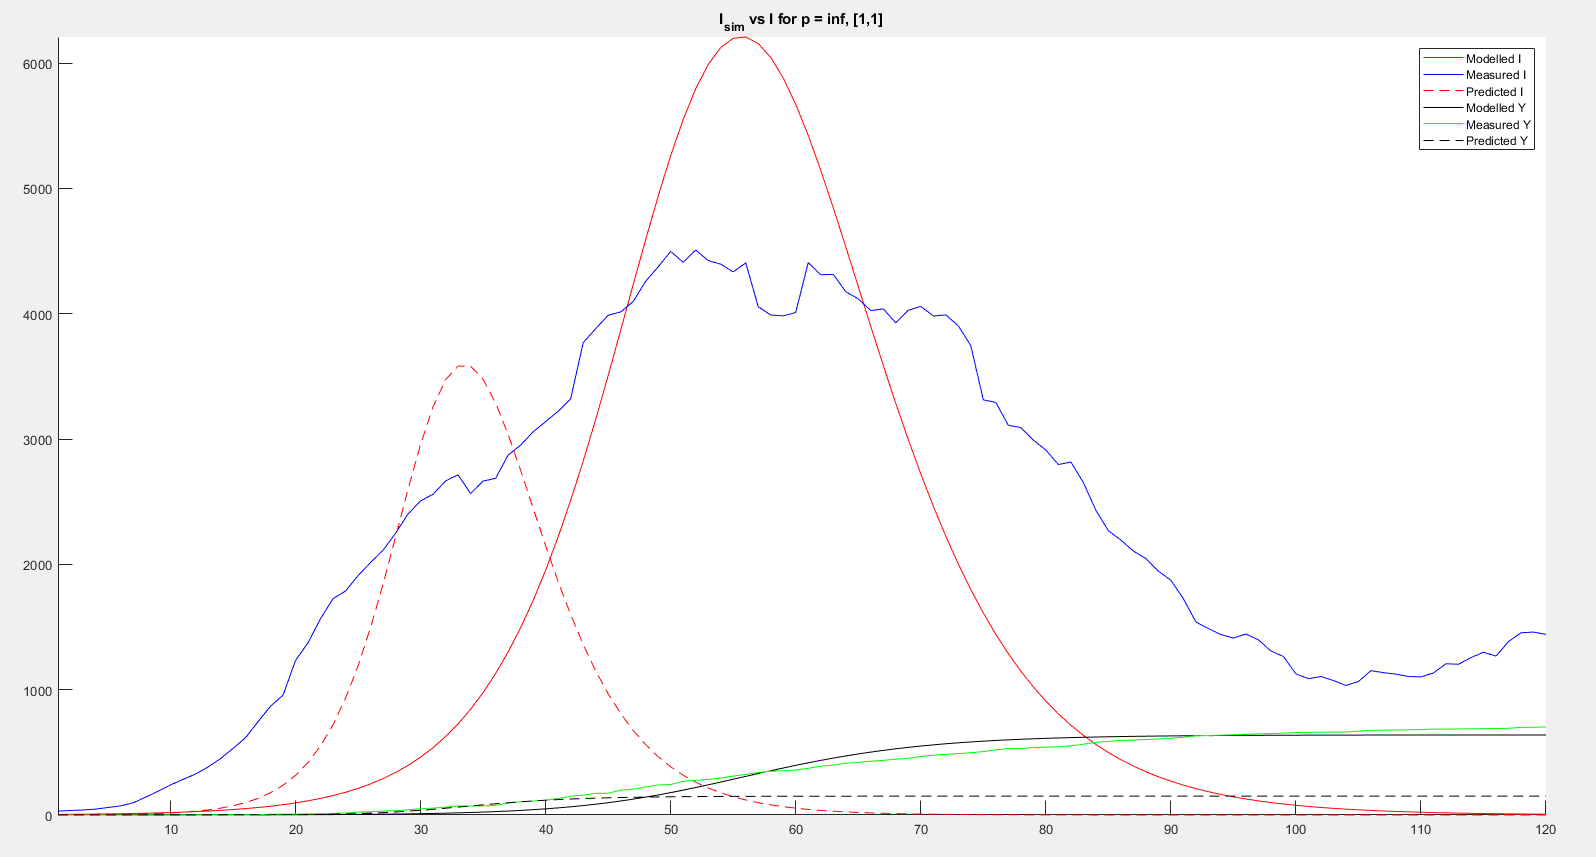 I_sim vs I for p = inf, [1,1]
Modelled I
Measured I
Predicted I
Modelled Y
Measured Y
Predicted Y
6000
5000
4000
3000
2000
1000
0
10 20 30 40 50 60 70 80 90 100 110 120